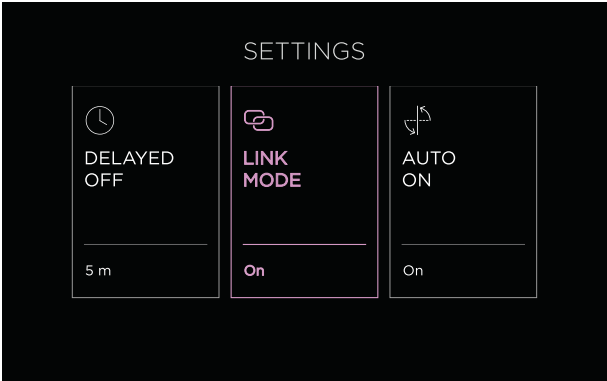 SETTINGS
DELAYED
OFF
5 m
LINK
MODE
On
AUTO
ON
On